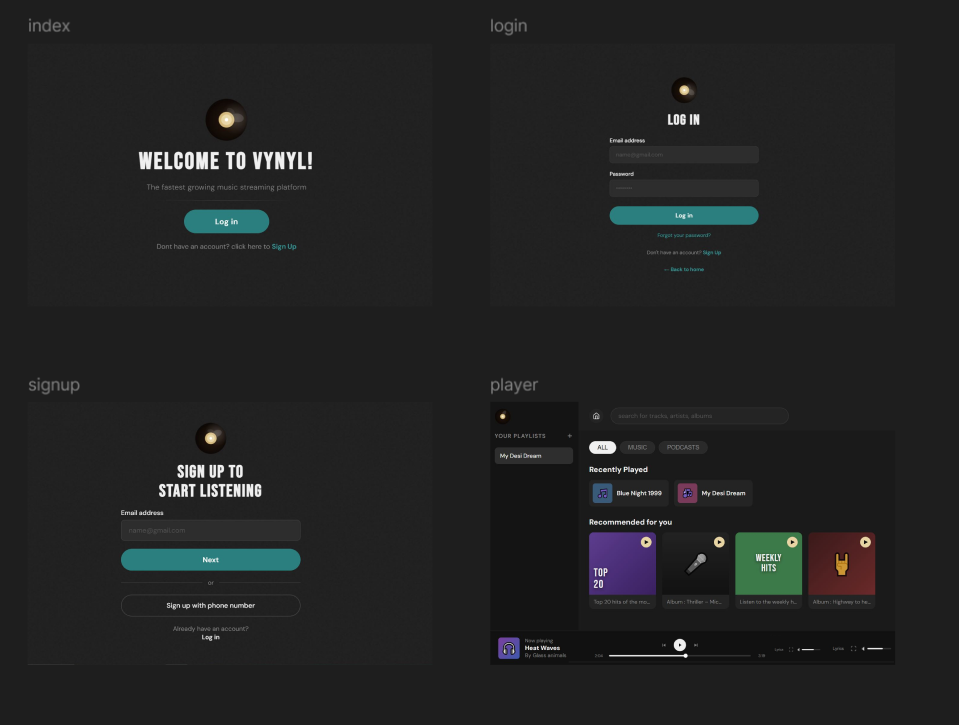 index
WELCOME TO VYNYL!
The fastest growing music streaming platform
Log in
Dont have an account? click here to Sign Up
login
LOG IN
Email address
name@gmail.com
Password
Log in
Forgot your password?
Don't have an account? Sign Up
← Back to home
signup
SIGN UP TO
START LISTENING
Email address
name@gmail.com
Next
or
Sign up with phone number
Already have an account?
Log in
player
search for tracks, artists, albums
YOUR PLAYLISTS +
My Desi Dream
ALL MUSIC PODCASTS
Recently Played
Blue Night 1999
My Desi Dream
Recommended for you
TOP
20
Top 20 hits of the mo...
Album : Thriller – Mic...
WEEKLY
HITS
Listen to the weekly h...
Album : Highway to he...
Now playing
Heat Waves
By Glass animals
Lyrics
Lyrics